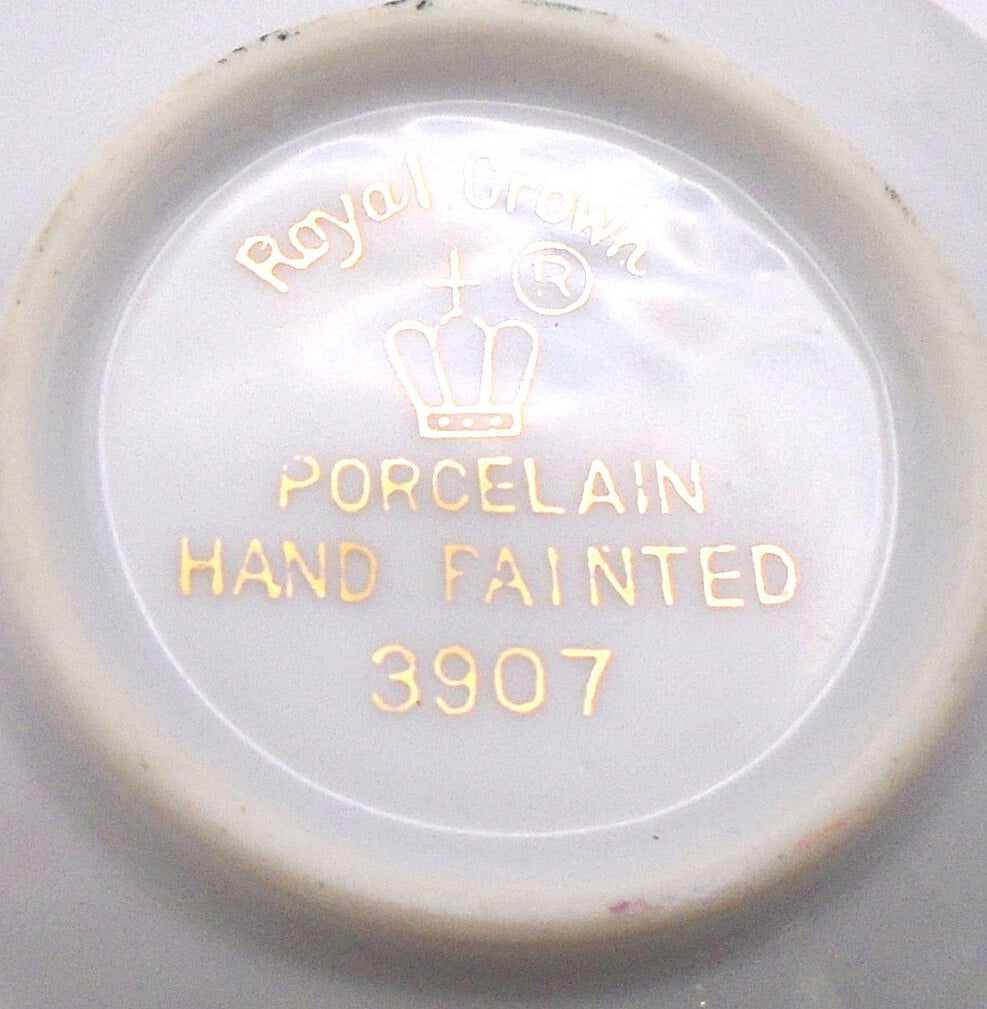 Royal Crown
®
PORCELAIN
HAND PAINTED
3907